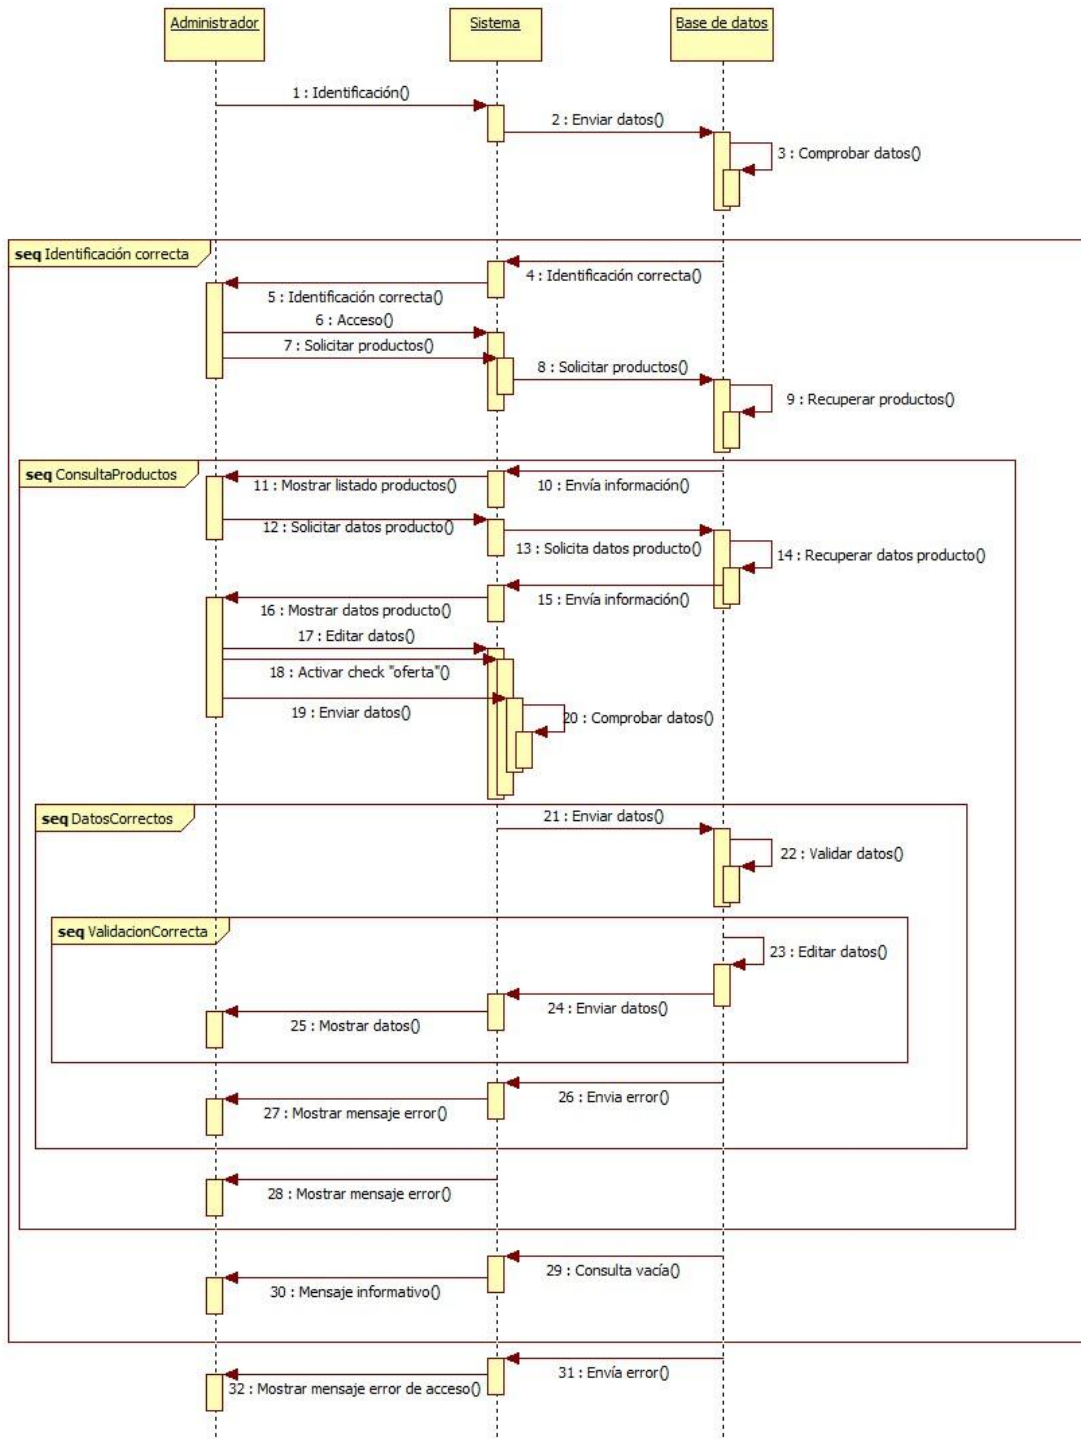 Administrador
Sistema
Base de datos
1 : Identificación()
2 : Enviar datos()
3 : Comprobar datos()
seq Identificación correcta
4 : Identificación correcta()
5 : Identificación correcta()
6 : Acceso()
7 : Solicitar productos()
8 : Solicitar productos()
9 : Recuperar productos()
seq ConsultaProductos
10 : Envía información()
11 : Mostrar listado productos()
12 : Solicitar datos producto()
13 : Solicita datos producto()
14 : Recuperar datos producto()
15 : Envía información()
16 : Mostrar datos producto()
17 : Editar datos()
18 : Activar check "oferta"()
19 : Enviar datos()
20 : Comprobar datos()
seq DatosCorrectos
21 : Enviar datos()
22 : Validar datos()
seq ValidacionCorrecta
23 : Editar datos()
24 : Enviar datos()
25 : Mostrar datos()
26 : Envia error()
27 : Mostrar mensaje error()
28 : Mostrar mensaje error()
29 : Consulta vacía()
30 : Mensaje informativo()
31 : Envía error()
32 : Mostrar mensaje error de acceso()